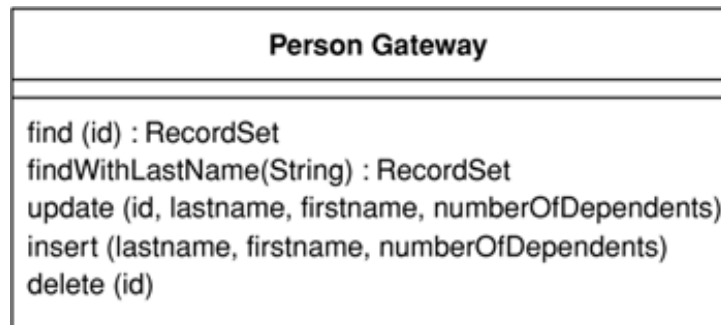 Person Gateway
find (id) : RecordSet
findWithLastName(String) : RecordSet
update (id, lastname, firstname, numberOfDependents)
insert (lastname, firstname, numberOfDependents)
delete (id)